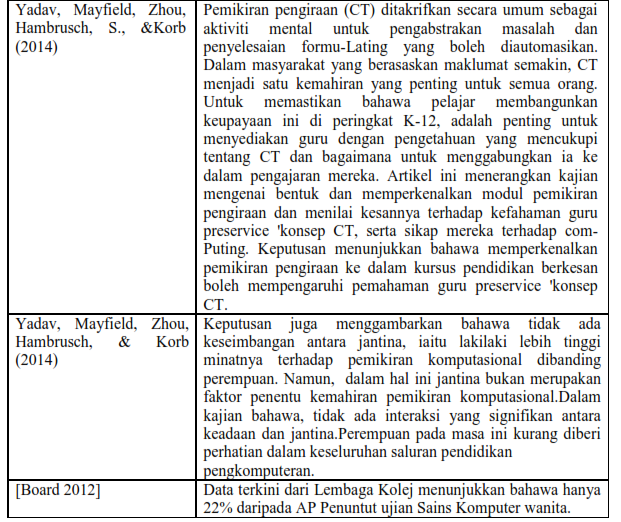 Yadav, Mayfield, Zhou,
Hambrusch, S., &Korb
(2014)
Pemikiran pengiraan (CT) ditakrifkan secara umum sebagai
aktiviti mental untuk pengabstrakan masalah dan
penyelesaian formu-Lating yang boleh diautomasikan.
Dalam masyarakat yang berasaskan maklumat semakin, CT
menjadi satu kemahiran yang penting untuk semua orang.
Untuk memastikan bahawa pelajar membangunkan
keupayaan ini di peringkat K-12, adalah penting untuk
menyediakan guru dengan pengetahuan yang mencukupi
tentang CT dan bagaimana untuk menggabungkan ia ke
dalam pengajaran mereka. Artikel ini menerangkan kajian
mengenai bentuk dan memperkenalkan modul pemikiran
pengiraan dan menilai kesannya terhadap kefahaman guru
preservice 'konsep CT, serta sikap mereka terhadap com-
Puting. Keputusan menunjukkan bahawa memperkenalkan
pemikiran pengiraan ke dalam kursus pendidikan berkesan
boleh mempengaruhi pemahaman guru preservice 'konsep
CT.
Yadav, Mayfield, Zhou,
Hambrusch, & Korb
(2014)
Keputusan juga menggambarkan bahawa tidak ada
keseimbangan antara jantina, iaitu lakilaki lebih tinggi
minatnya terhadap pemikiran komputasional dibanding
perempuan. Namun, dalam hal ini jantina bukan merupakan
faktor penentu kemahiran pemikiran komputasional.Dalam
kajian bahawa, tidak ada interaksi yang signifikan antara
keadaan dan jantina.Perempuan pada masa ini kurang diberi
perhatian dalam keseluruhan saluran pendidikan
pengkomputeran.
[Board 2012]
Data terkini dari Lembaga Kolej menunjukkan bahawa hanya
22% daripada AP Penuntut ujian Sains Komputer wanita.